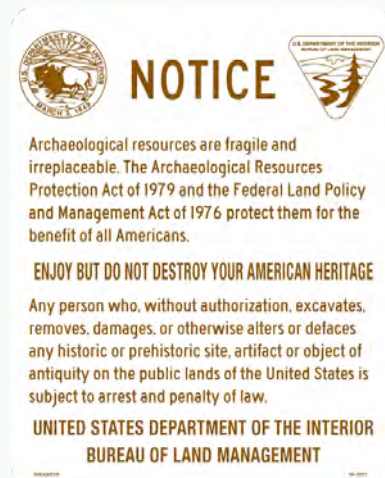 U.S. DEPARTMENT OF THE INTERIOR
MARCH 3, 1849
NOTICE
U.S. DEPARTMENT OF THE INTERIOR
BUREAU OF LAND MANAGEMENT
Archaeological resources are fragile and
irreplaceable. The Archaeological Resources
Protection Act of 1979 and the Federal Land Policy
and Management Act of 1976 protect them for the
benefit of all Americans.
ENJOY BUT DO NOT DESTROY YOUR AMERICAN HERITAGE
Any person who, without authorization, excavates,
removes, damages, or otherwise alters or defaces
any historic or prehistoric site, artifact or object of
antiquity on the public lands of the United States is
subject to arrest and penalty of law.
UNITED STATES DEPARTMENT OF THE INTERIOR
BUREAU OF LAND MANAGEMENT